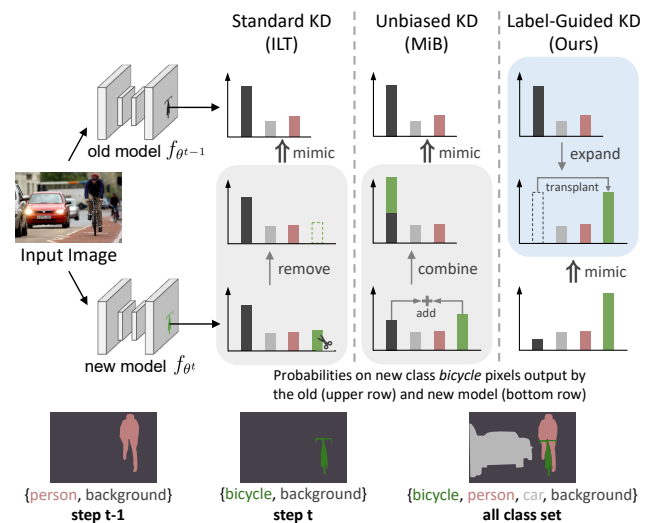 Standard KD
(ILT)
Unbiased KD
(MiB)
Label-Guided KD
(Ours)
old model f_{θ^{t−1}}
mimic
mimic
expand
transplant
Input Image
remove
combine
mimic
add
new model f_{θ^t}
Probabilities on new class bicycle pixels output by
the old (upper row) and new model (bottom row)
{person, background}
step t-1
{bicycle, background}
step t
{bicycle, person, car, background}
all class set